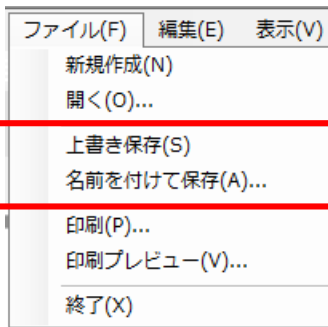 ファイル(F) 編集(E) 表示(V)
新規作成(N)
開く(O)...
上書き保存(S)
名前を付けて保存(A)...
印刷(P)...
印刷プレビュー(V)...
終了(X)